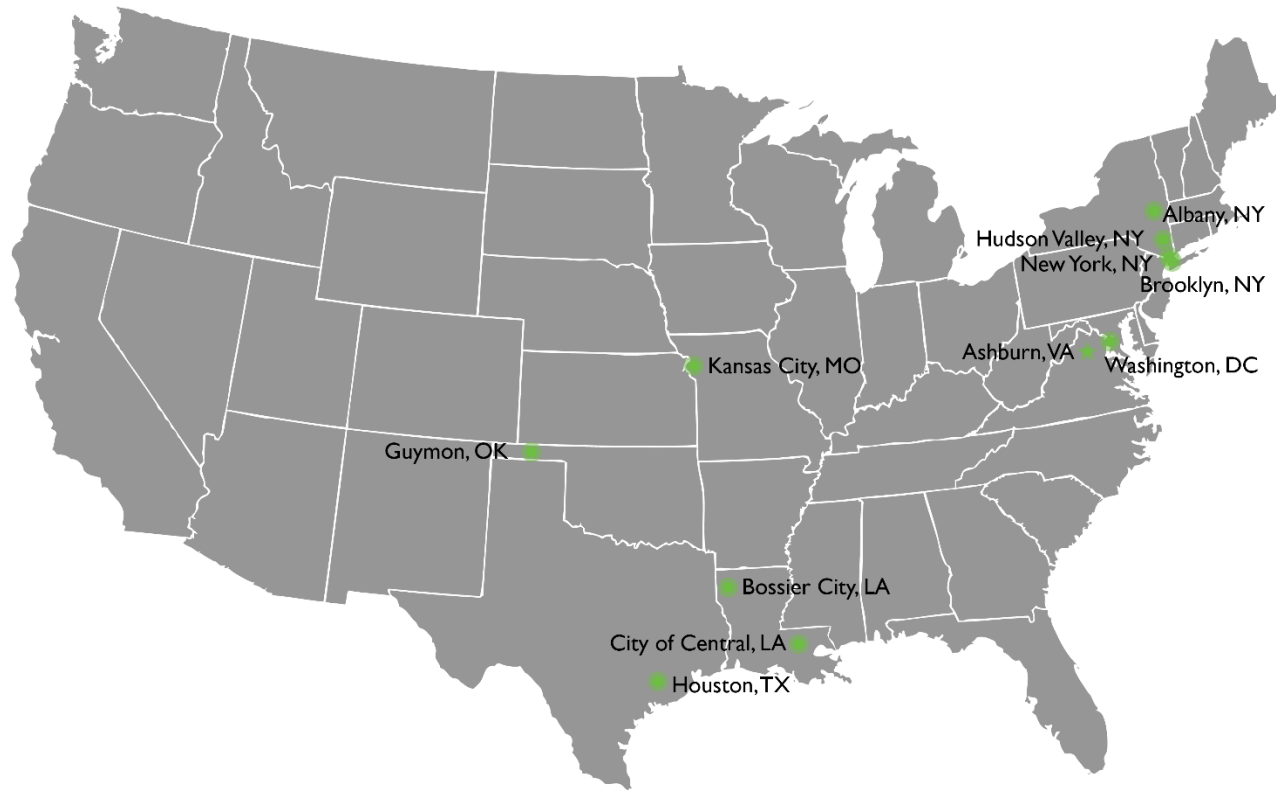 Albany, NY
Hudson Valley, NY
New York, NY
Brooklyn, NY
Ashburn, VA
Washington, DC
Kansas City, MO
Guymon, OK
Bossier City, LA
City of Central, LA
Houston, TX